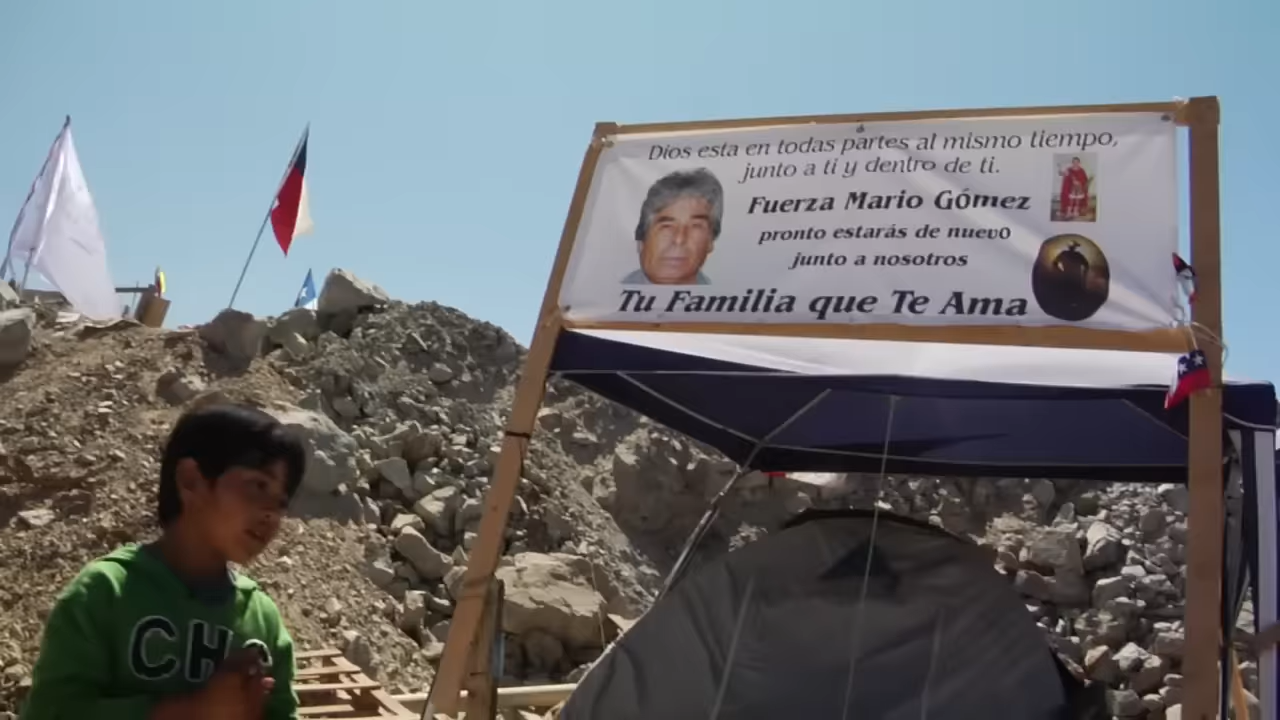 Dios esta en todas partes al mismo tiempo,
junto a ti y dentro de ti.
Fuerza Mario Gómez
pronto estarás de nuevo
junto a nosotros
Tu Familia que Te Ama